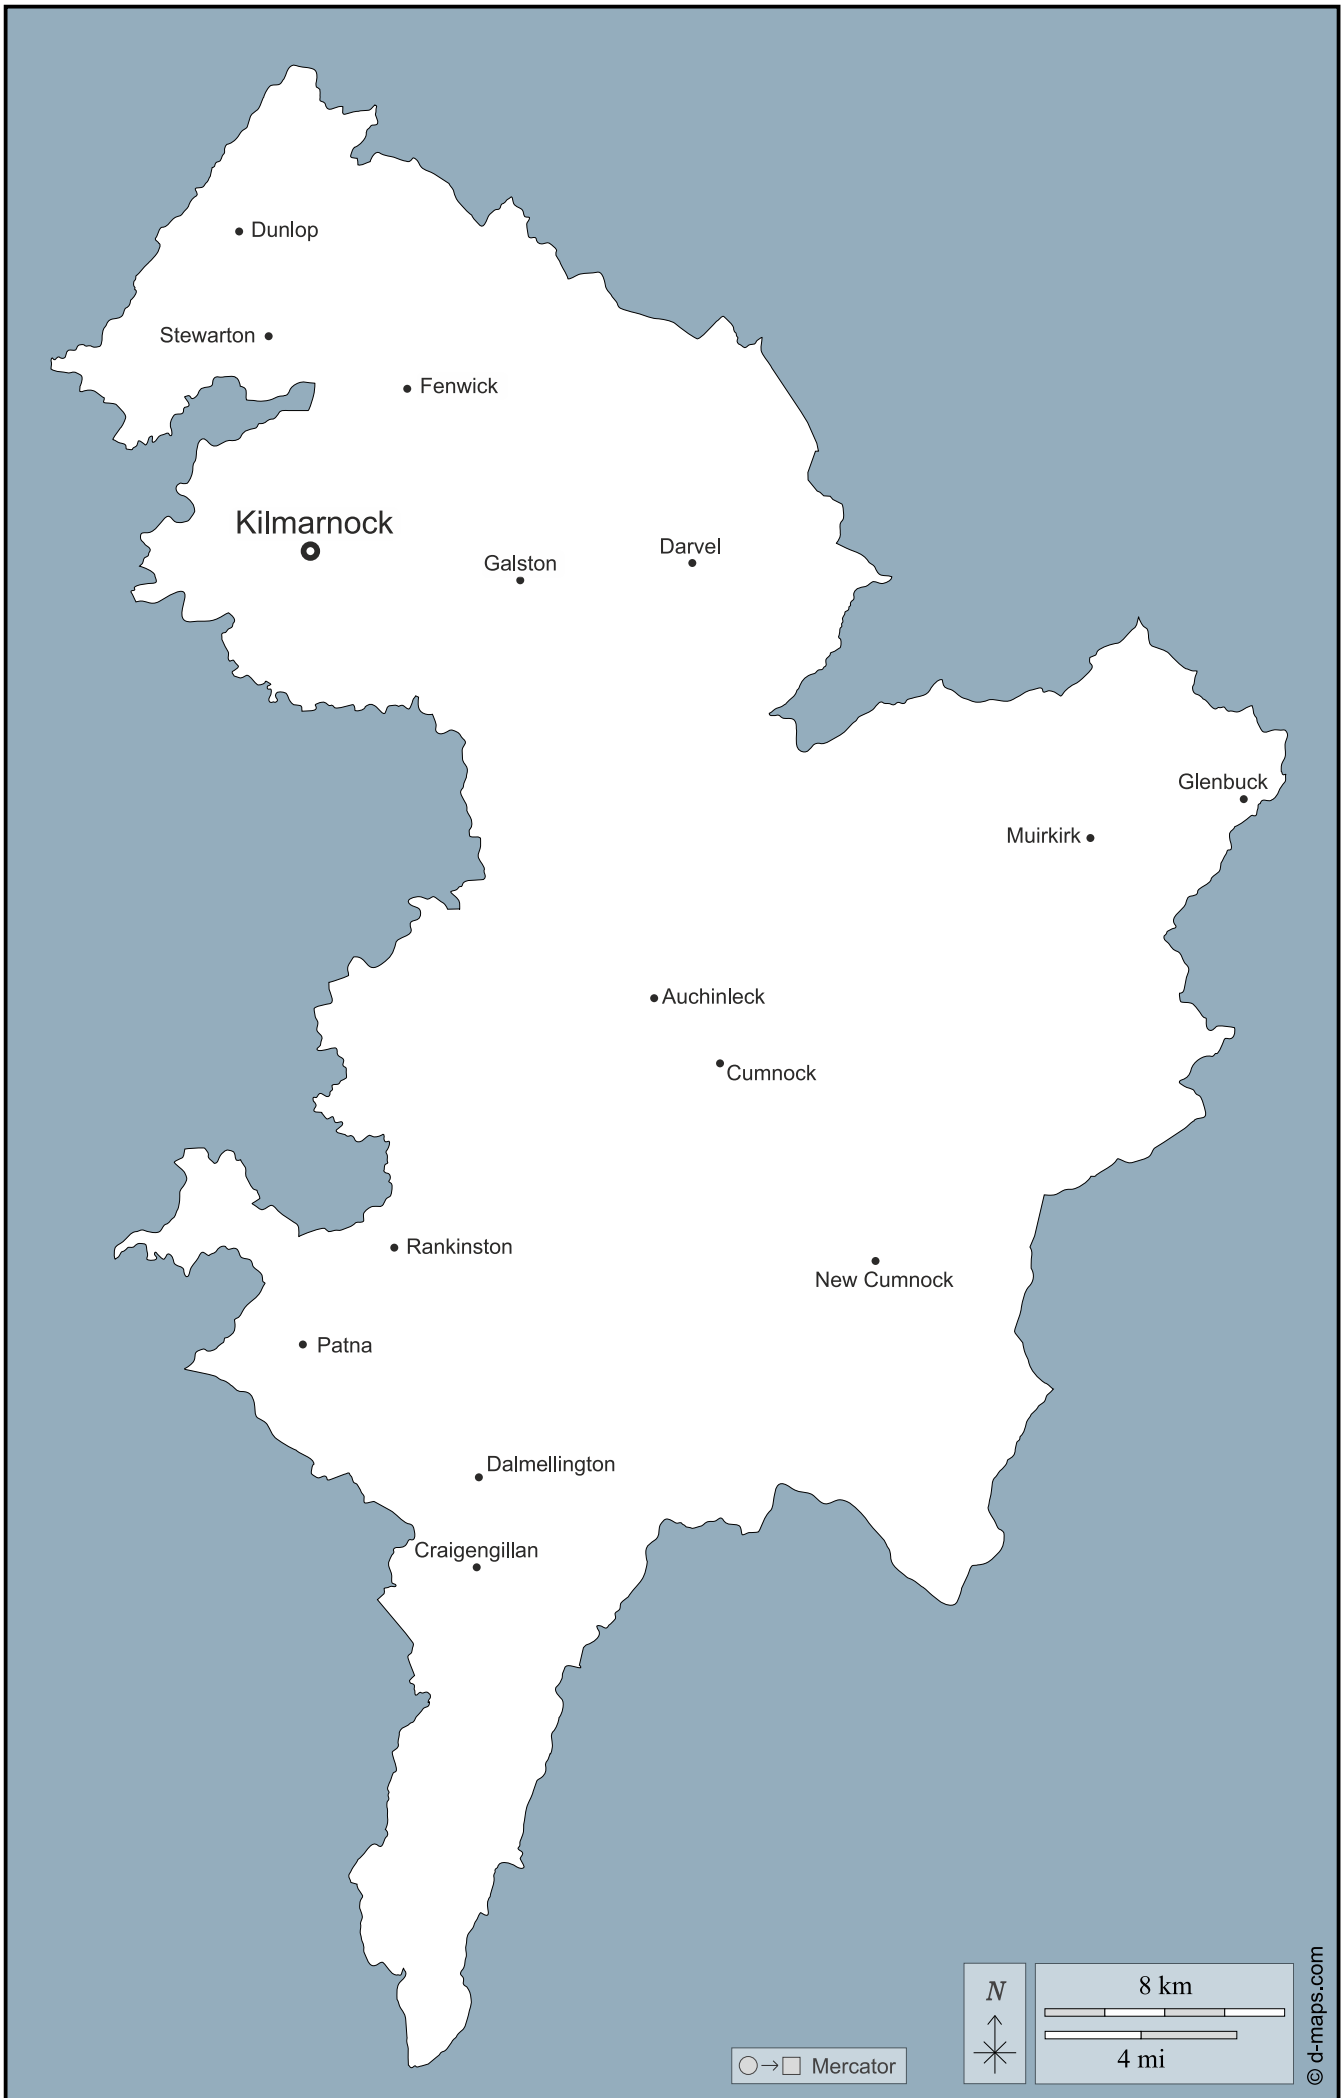 Dunlop
Stewarton
Fenwick
Kilmarnock
Galston
Darvel
Glenbuck
Muirkirk
Auchinleck
Cumnock
Rankinston
New Cumnock
Patna
Dalmellington
Craigengillan
N
8 km
4 mi
Mercator
© d-maps.com